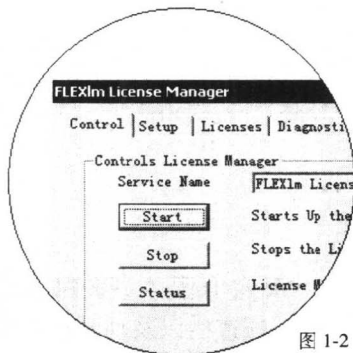 FLEXlm License Manager
Control Setup Licenses Diagnosti
Controls License Manager
Service Name FLEXlm Licens
Start Starts Up the
Stop Stops the Li
Status License M
图 1-2